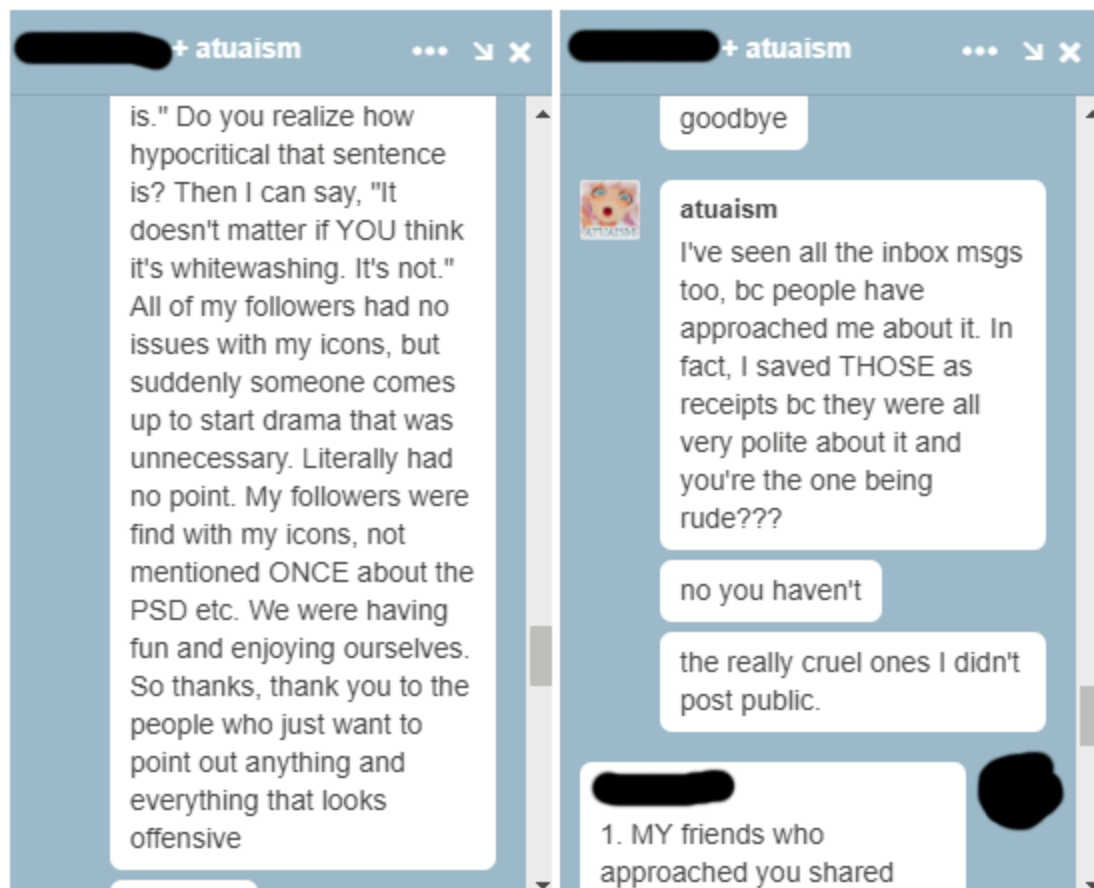 + atuaism
is." Do you realize how
hypocritical that sentence
is? Then I can say, "It
doesn't matter if YOU think
it's whitewashing. It's not."
All of my followers had no
issues with my icons, but
suddenly someone comes
up to start drama that was
unnecessary. Literally had
no point. My followers were
find with my icons, not
mentioned ONCE about the
PSD etc. We were having
fun and enjoying ourselves.
So thanks, thank you to the
people who just want to
point out anything and
everything that looks
offensive
+ atuaism
goodbye
ATUAISM
atuaism
I've seen all the inbox msgs
too, bc people have
approached me about it. In
fact, I saved THOSE as
receipts bc they were all
very polite about it and
you're the one being
rude???
no you haven't
the really cruel ones I didn't
post public.
1. MY friends who
approached you shared